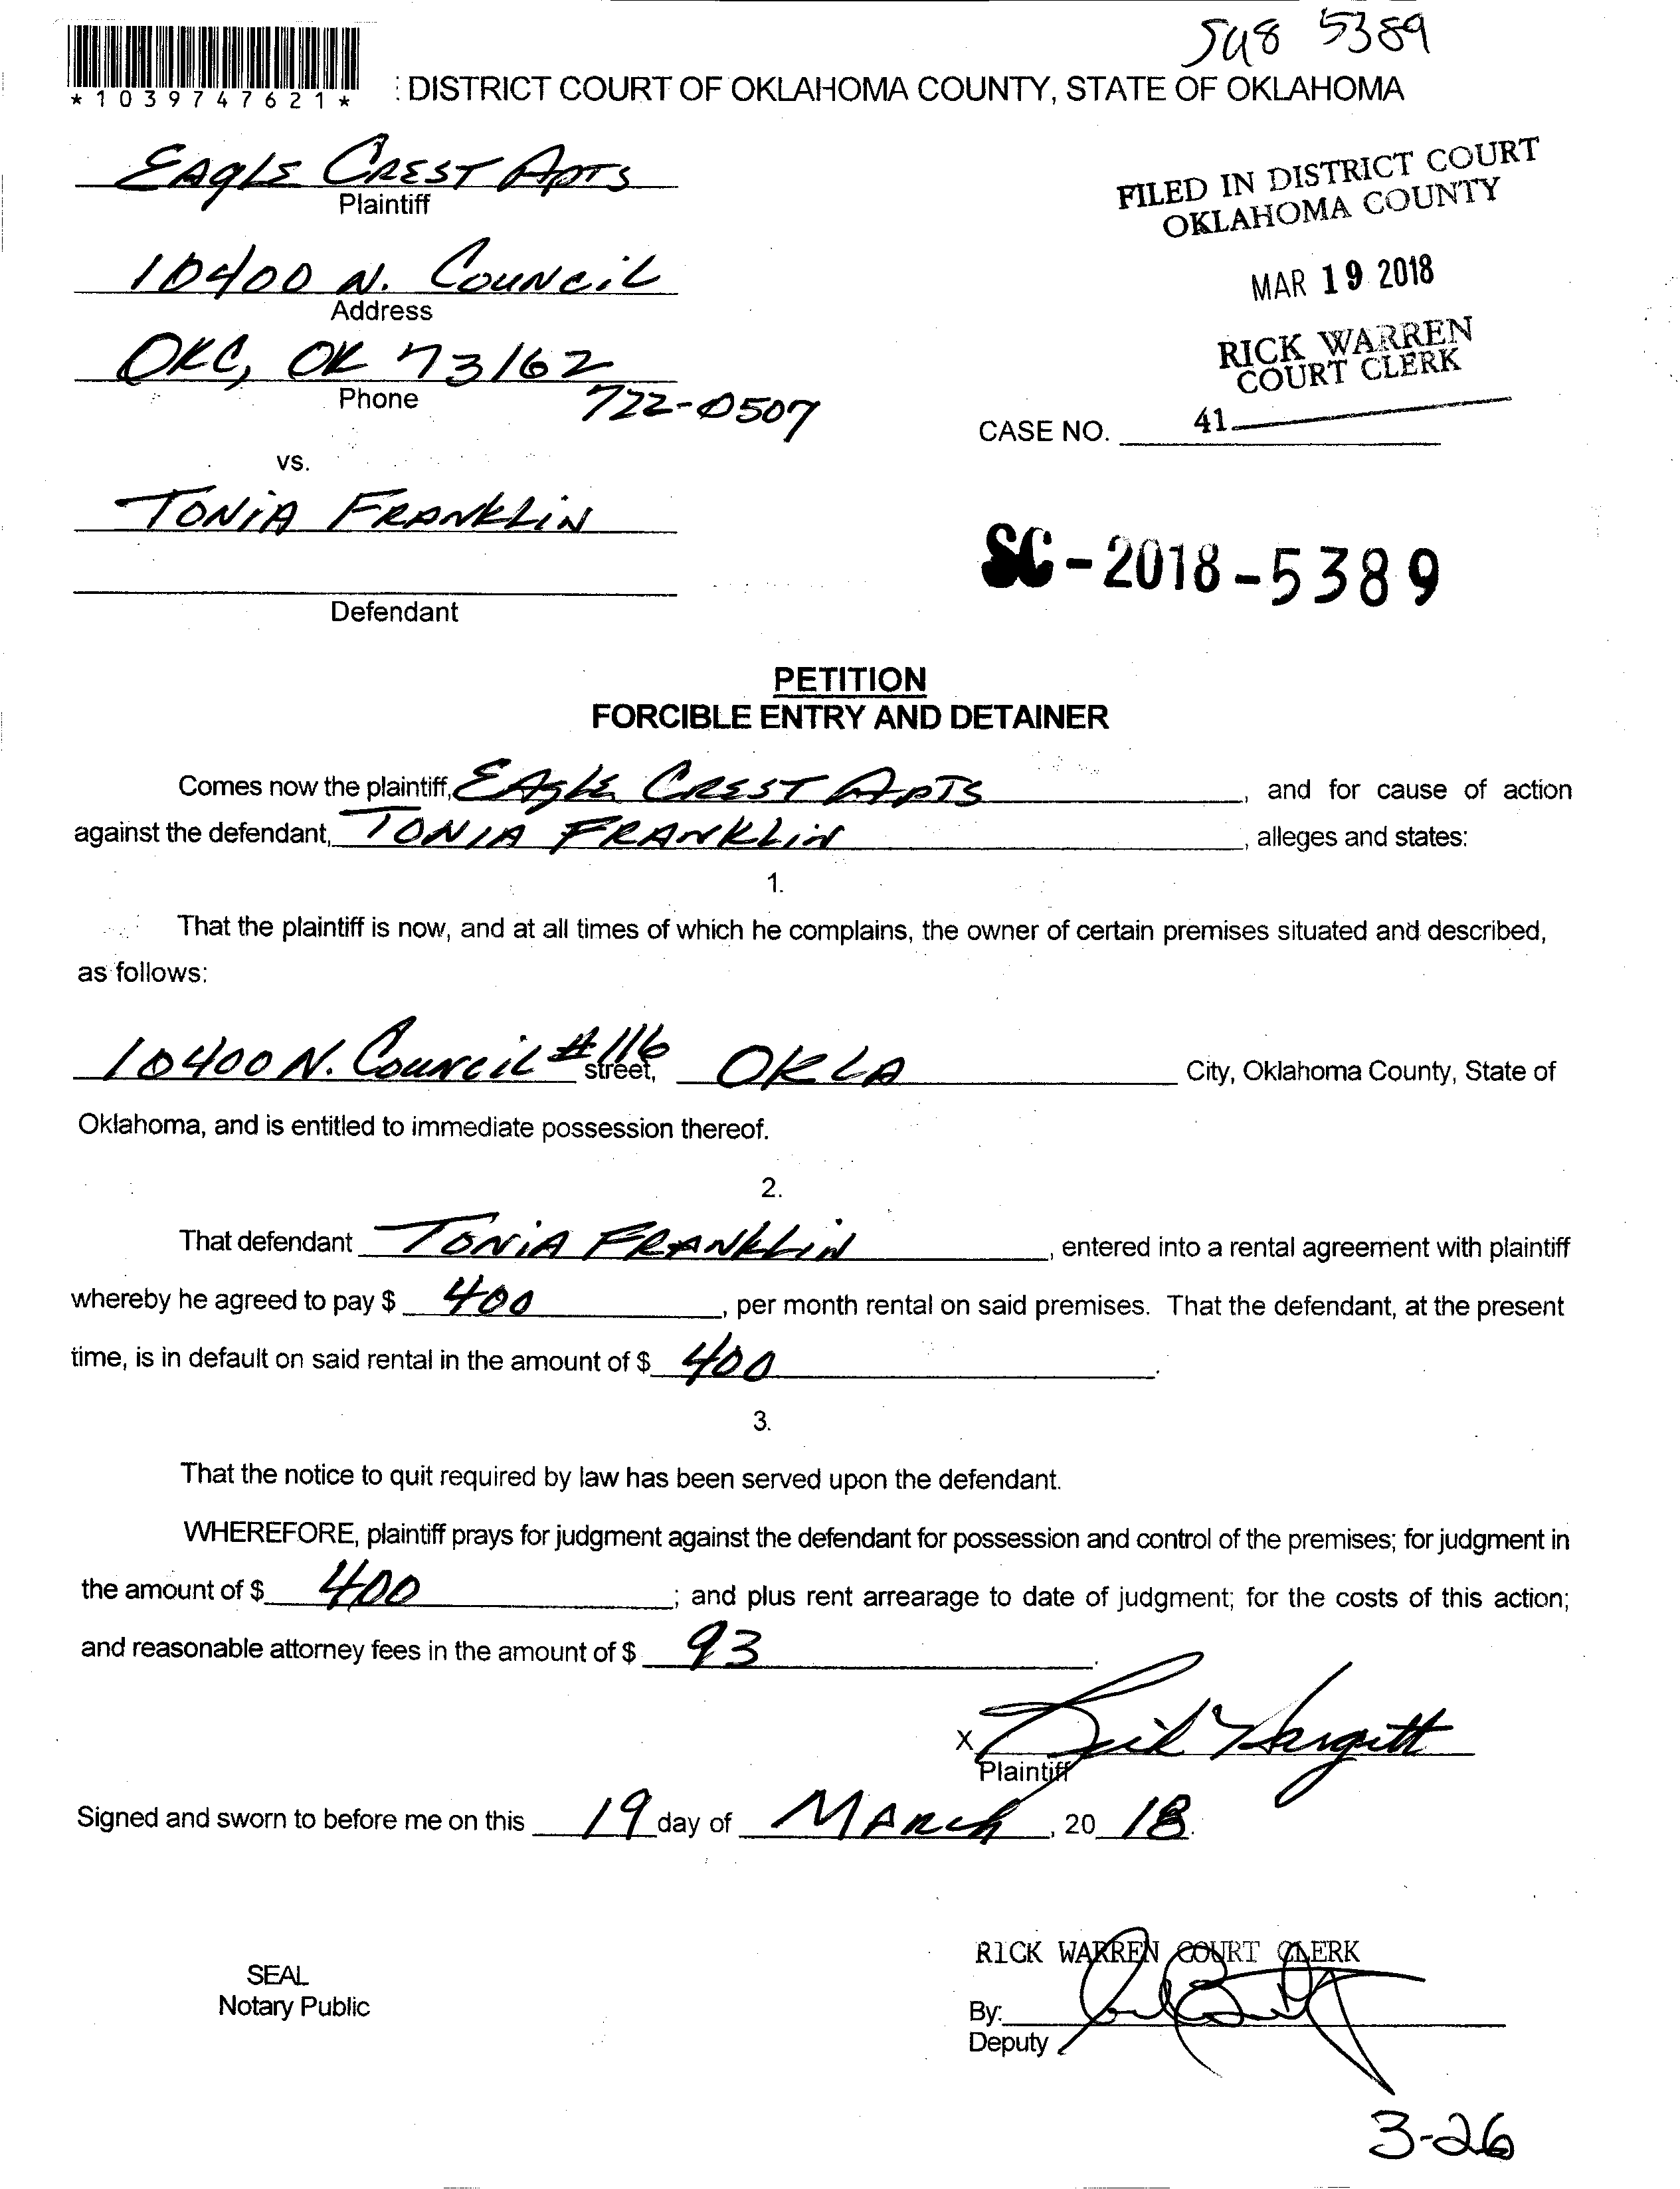 5389
*1039747621*
: DISTRICT COURT OF OKLAHOMA COUNTY, STATE OF OKLAHOMA
EAGLE CREST APTS
Plaintiff
FILED IN DISTRICT COURT
OKLAHOMA COUNTY
10400 N. COUNCIL
Address
MAR 19 2018
OKC, OK 73162
Phone
722-0507
RICK WARREN
COURT CLERK
41
CASE NO.
vs.
TONIA FRANKLIN
Defendant
SC-2018-5389
PETITION
FORCIBLE ENTRY AND DETAINER
Comes now the plaintiff, EAGLE CREST APTS, and for cause of action
against the defendant, TONIA FRANKLIN, alleges and states:
1.
That the plaintiff is now, and at all times of which he complains, the owner of certain premises situated and described,
as follows:
10400 N. COUNCIL #116 street, OKLA City, Oklahoma County, State of
Oklahoma, and is entitled to immediate possession thereof.
2.
That defendant TONIA FRANKLIN, entered into a rental agreement with plaintiff
whereby he agreed to pay $ 400, per month rental on said premises. That the defendant, at the present
time, is in default on said rental in the amount of $ 400.
3.
That the notice to quit required by law has been served upon the defendant.
WHEREFORE, plaintiff prays for judgment against the defendant for possession and control of the premises; for judgment in
the amount of $ 400; and plus rent arrearage to date of judgment; for the costs of this action;
and reasonable attorney fees in the amount of $ 93.
X Hargitt
Plaintiff
Signed and sworn to before me on this 19 day of MARCH, 20 18.
RICK WARREN COURT CLERK
SEAL
Notary Public
By:
Deputy
3-26